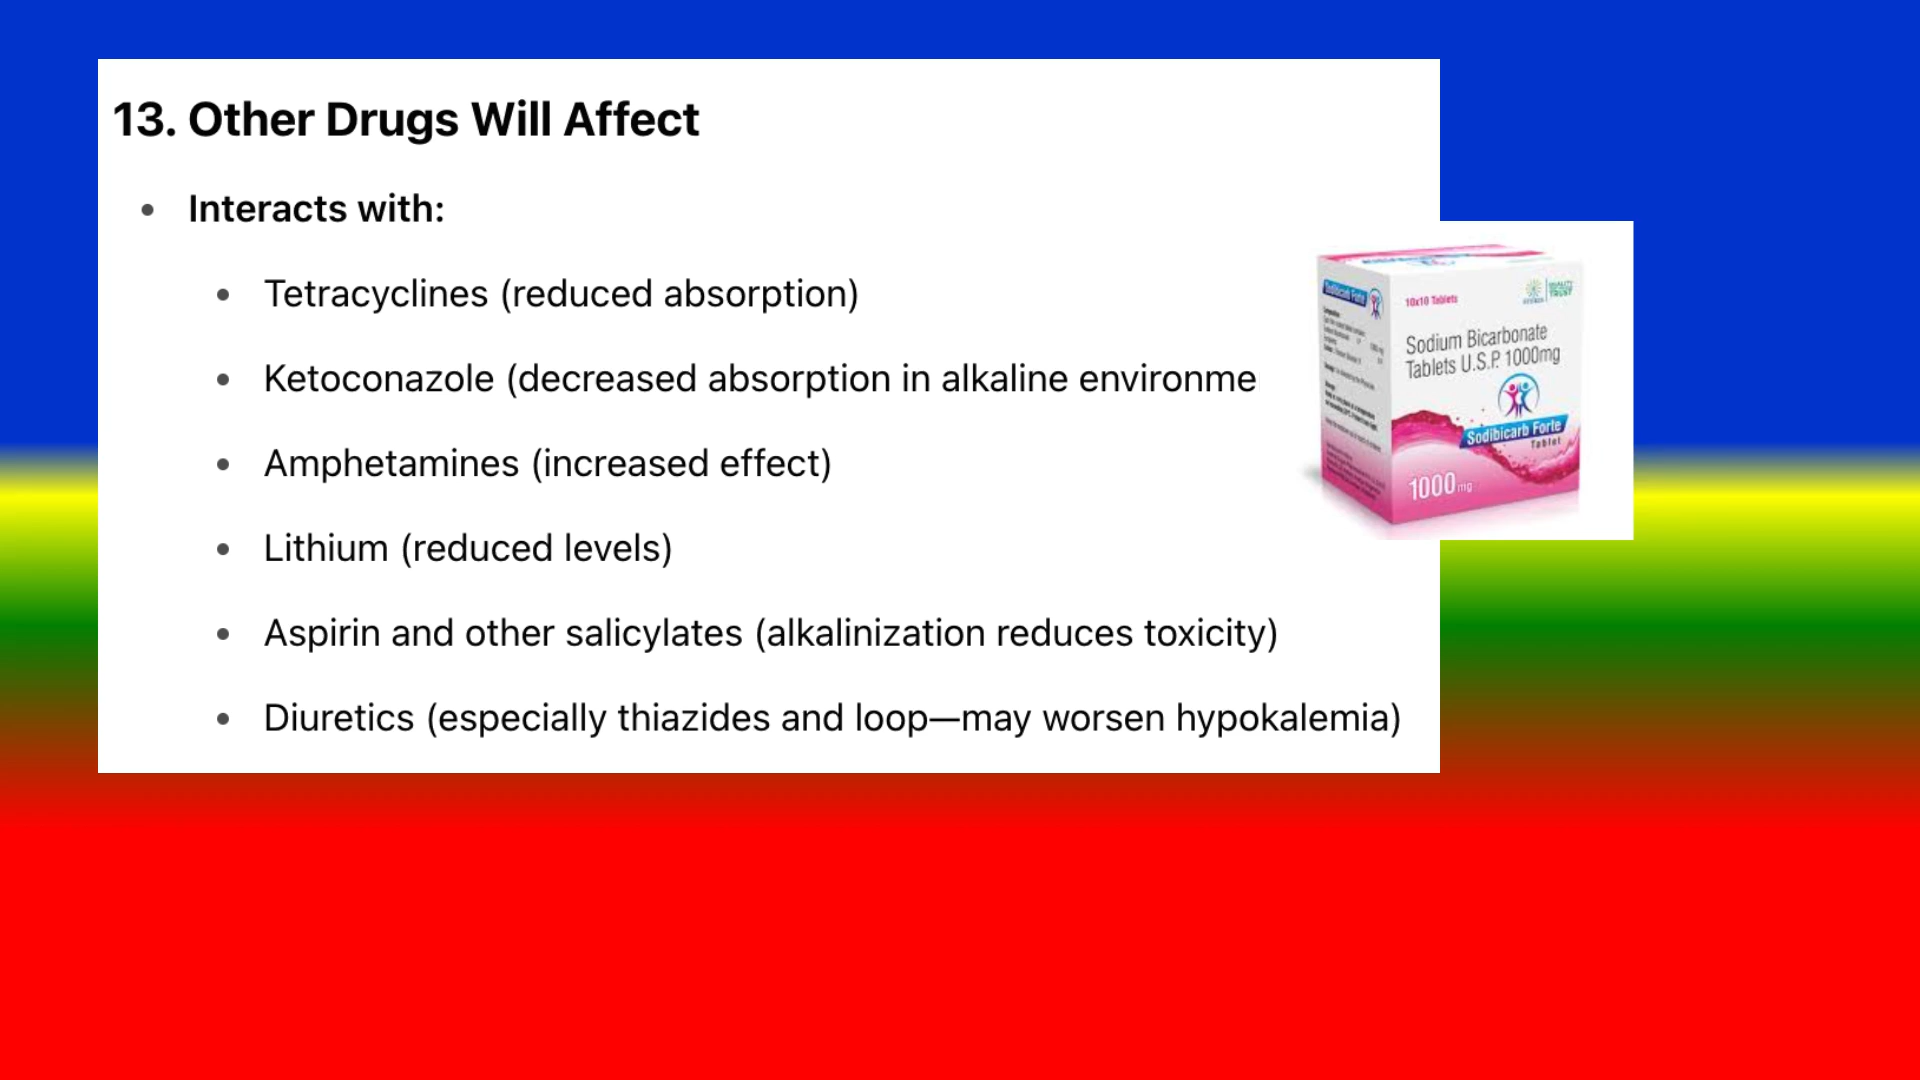 13. Other Drugs Will Affect
Interacts with:
Tetracyclines (reduced absorption)
Ketoconazole (decreased absorption in alkaline environme
Amphetamines (increased effect)
Lithium (reduced levels)
Aspirin and other salicylates (alkalinization reduces toxicity)
Diuretics (especially thiazides and loop—may worsen hypokalemia)
10x10 Tablets
Sodium Bicarbonate
Tablets U.S.P. 1000mg
Sodibicarb Forte
Tablet
1000mg
Sodibicarb Forte